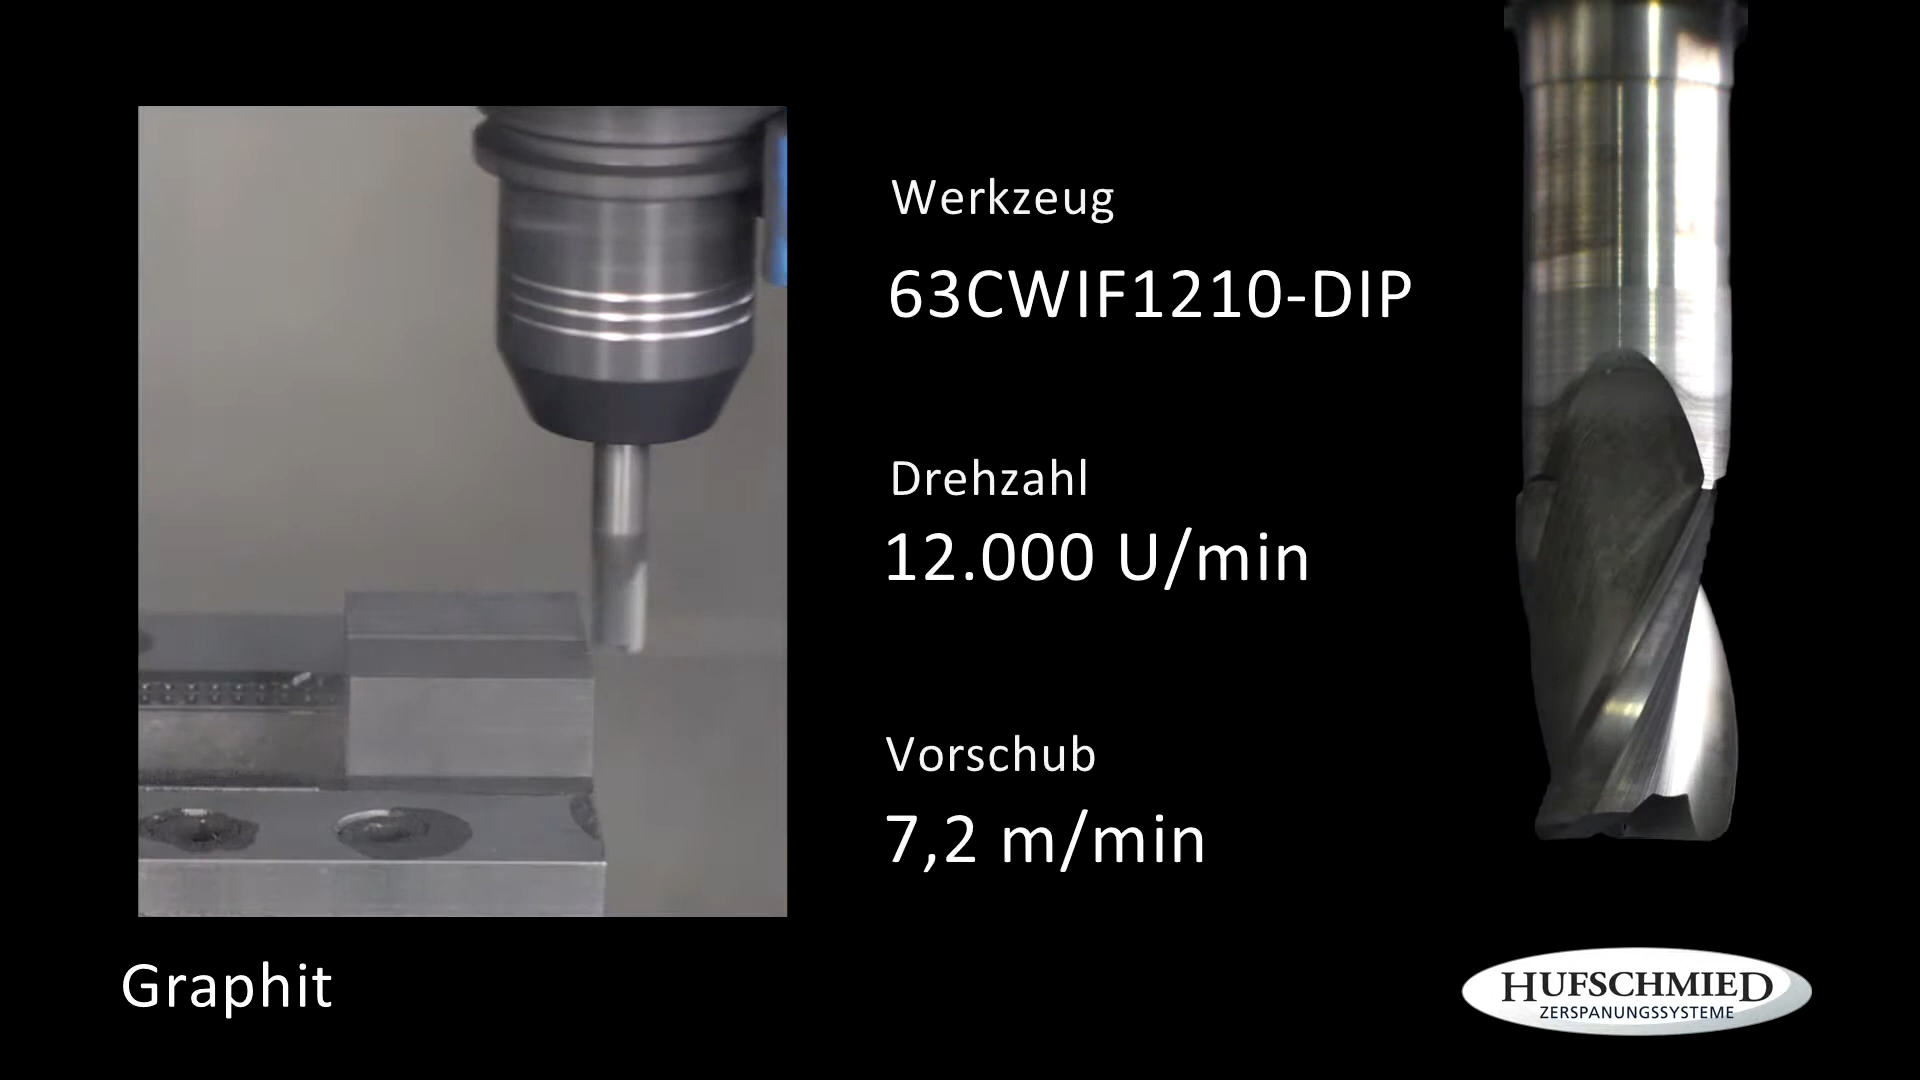 Werkzeug
63CWIF1210-DIP
Drehzahl
12.000 U/min
Vorschub
7,2 m/min
Graphit
HUFSCHMIED
ZERSPANUNGSSYSTEME